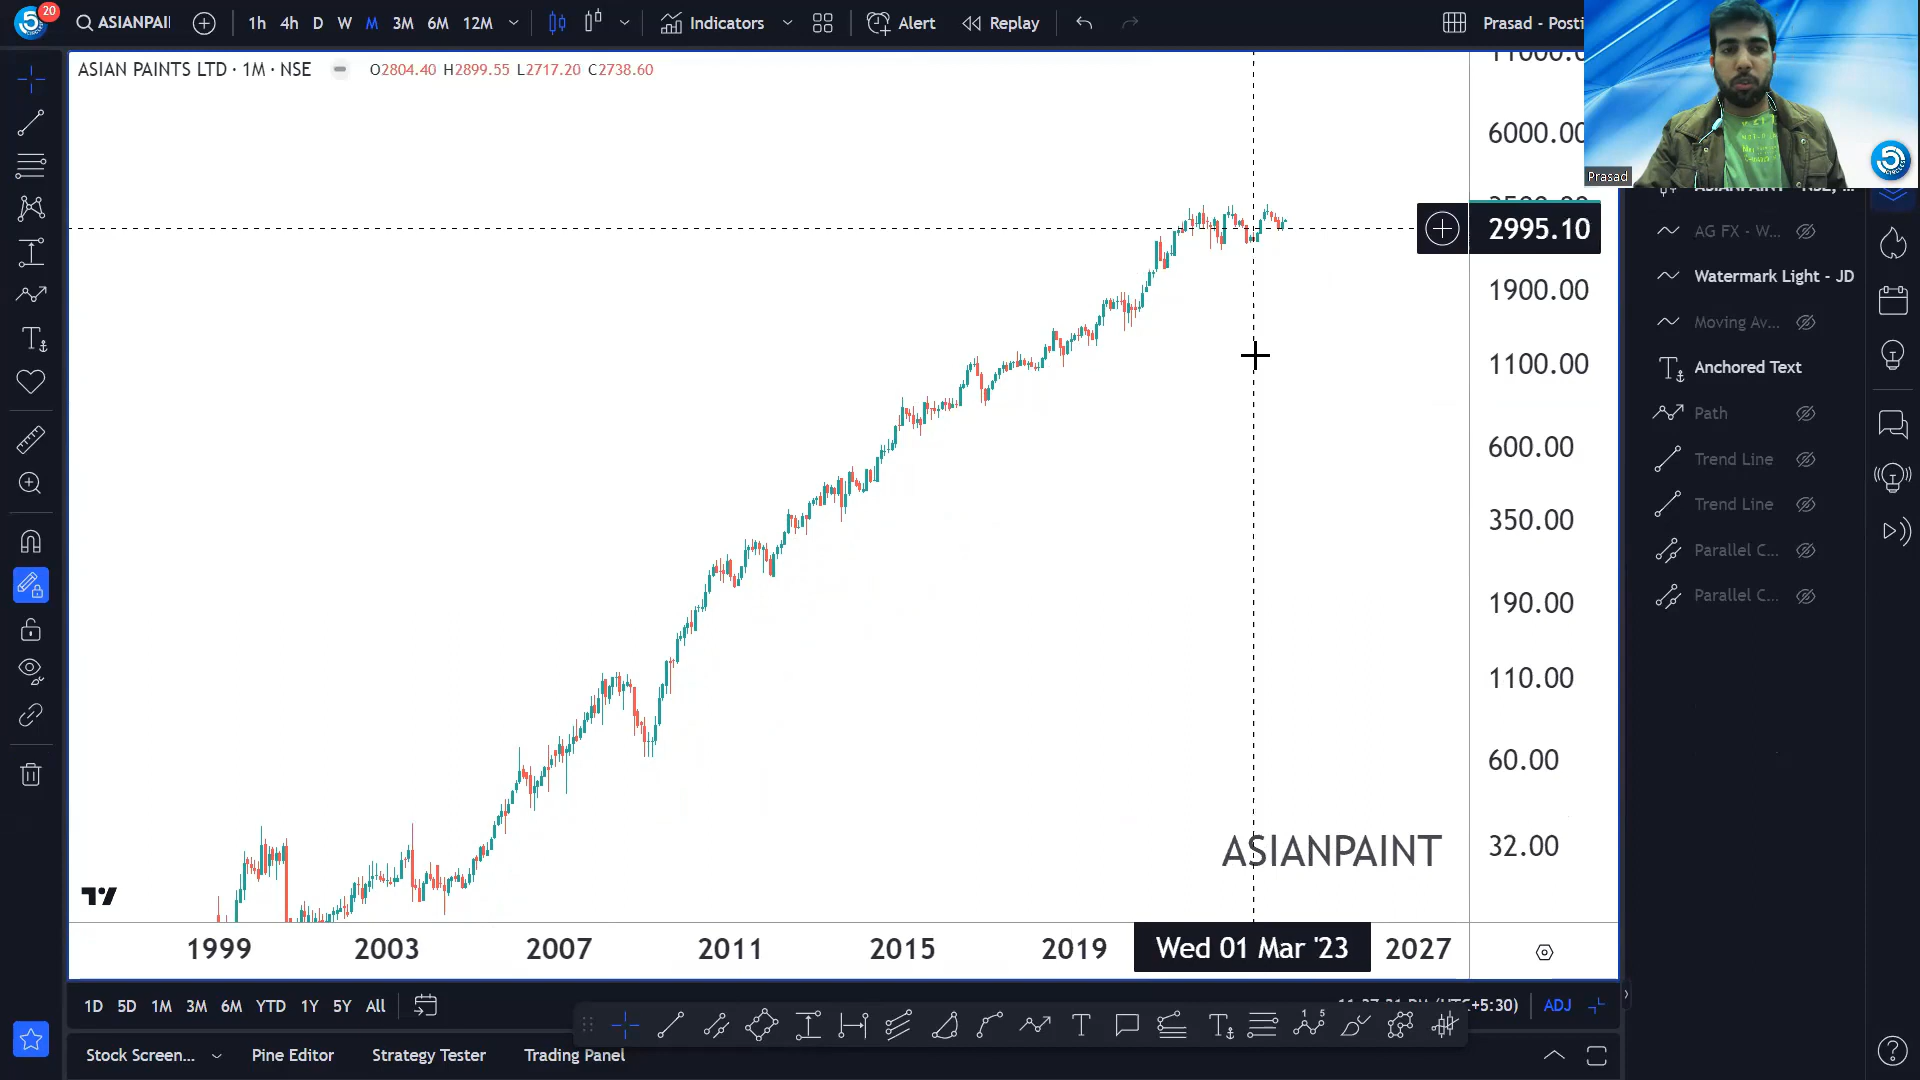 20
ASIANPAI
1h 4h D W M 3M 6M 12M
Indicators
Alert
Replay
Prasad - Posti
ASIAN PAINTS LTD · 1M · NSE
O2804.40 H2899.55 L2717.20 C2738.60
Prasad
6000.00
2995.10
1900.00
1100.00
600.00
350.00
190.00
110.00
60.00
32.00
AG FX - W...
Watermark Light - JD
Moving Av...
Anchored Text
Path
Trend Line
Trend Line
Parallel C...
Parallel C...
ASIANPAINT
1999 2003 2007 2011 2015 2019 Wed 01 Mar '23 2027
1D 5D 1M 3M 6M YTD 1Y 5Y All
+5:30) ADJ
Stock Screen... Pine Editor Strategy Tester Trading Panel